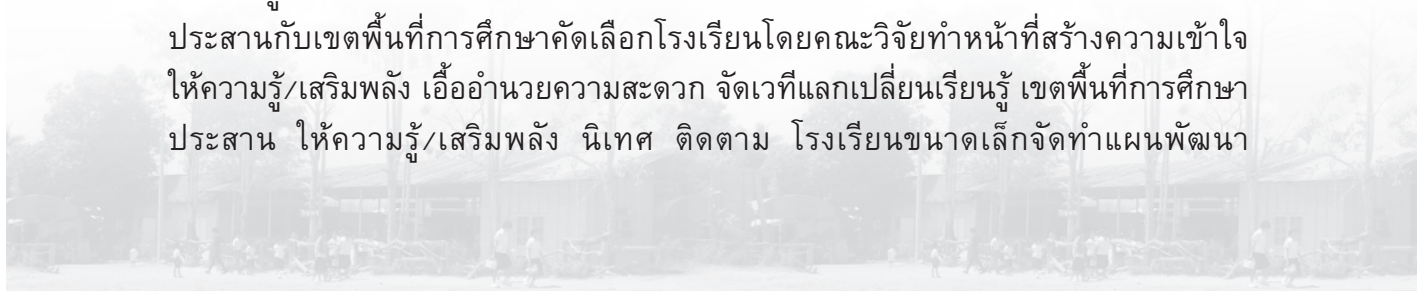 ประสานกับเขตพื้นที่การศึกษาคัดเลือกโรงเรียนโดยคณะวิจัยทำหน้าที่สร้างความเข้าใจ
ให้ความรู้/เสริมพลัง เอื้ออำนวยความสะดวก จัดเวทีแลกเปลี่ยนเรียนรู้ เขตพื้นที่การศึกษา
ประสาน ให้ความรู้/เสริมพลัง นิเทศ ติดตาม โรงเรียนขนาดเล็กจัดทำแผนพัฒนา